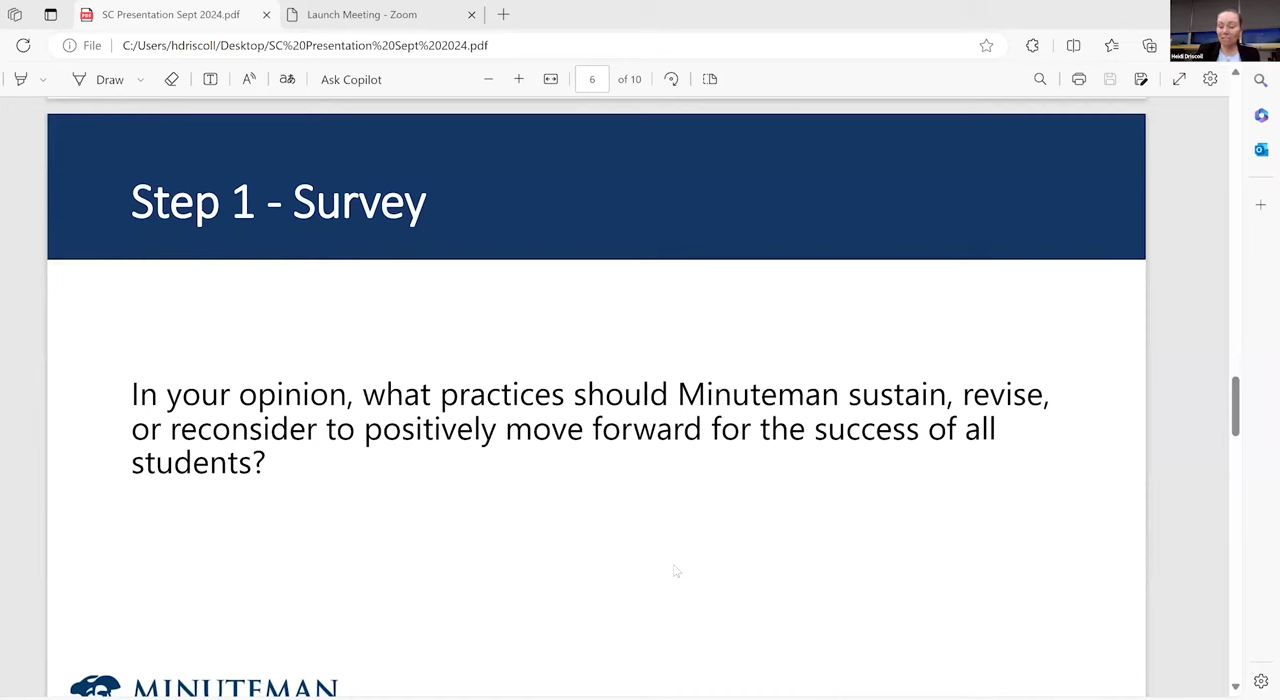 SC Presentation Sept 2024.pdf
Launch Meeting - Zoom
File
C:/Users/hdriscoll/Desktop/SC%20Presentation%20Sept%202024.pdf
Heidi Driscoll
Draw
Ask Copilot
6 of 10
Step 1 - Survey
In your opinion, what practices should Minuteman sustain, revise,
or reconsider to positively move forward for the success of all
students?
MINUTEMAN